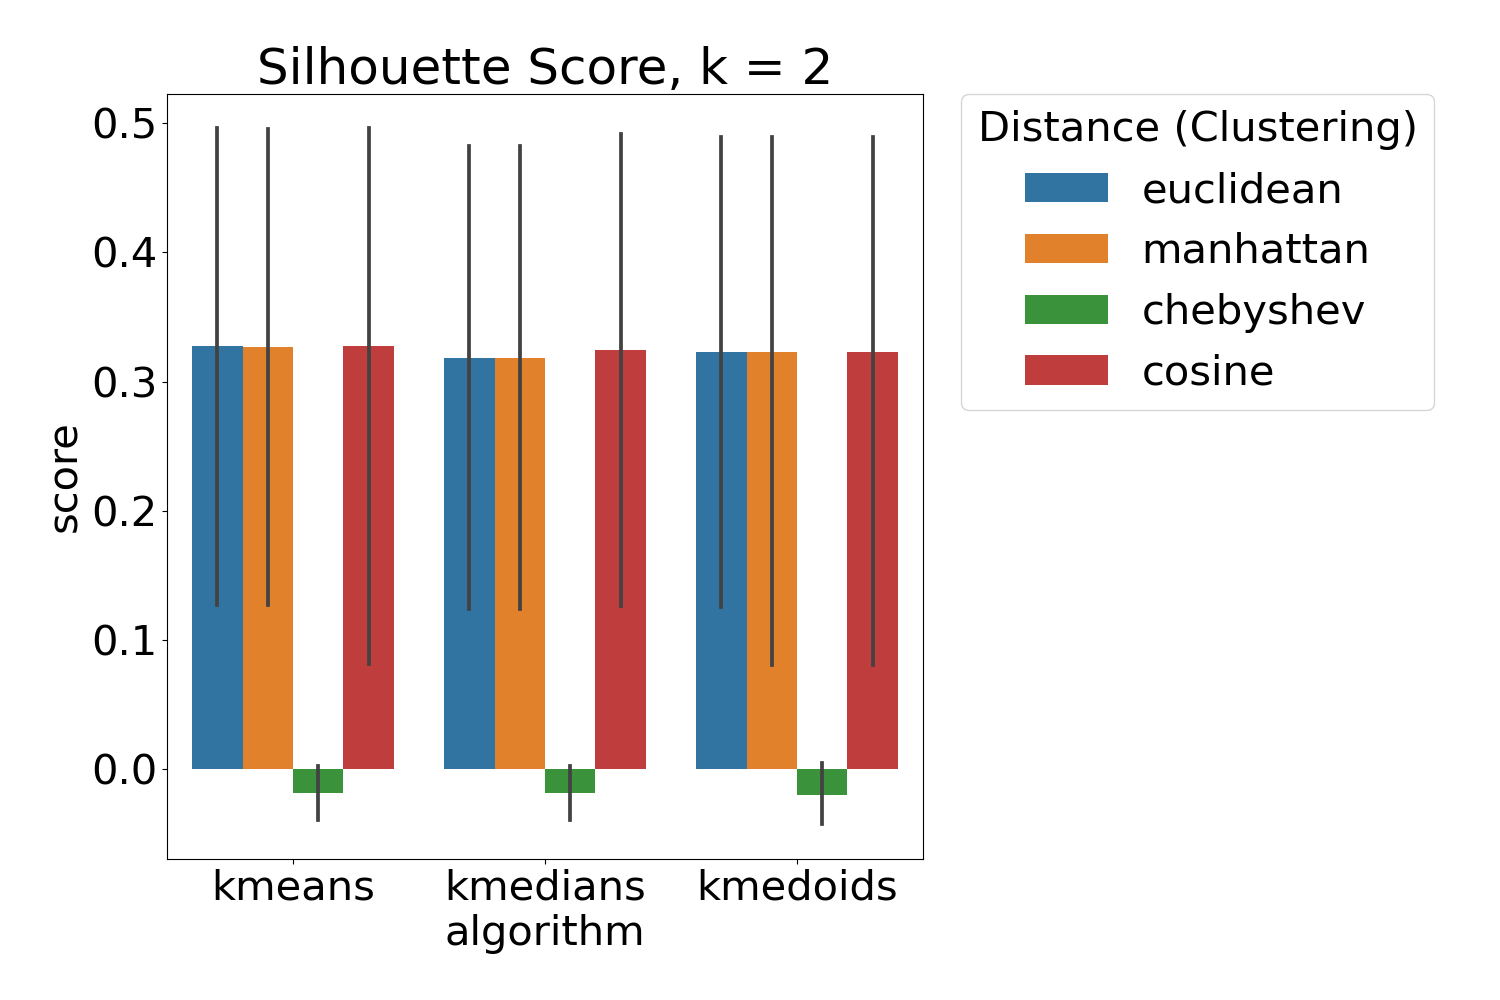 Silhouette Score, k = 2
0.5
0.4
0.3
0.2
0.1
0.0
score
kmeans kmedians kmedoids
algorithm
Distance (Clustering)
euclidean
manhattan
chebyshev
cosine